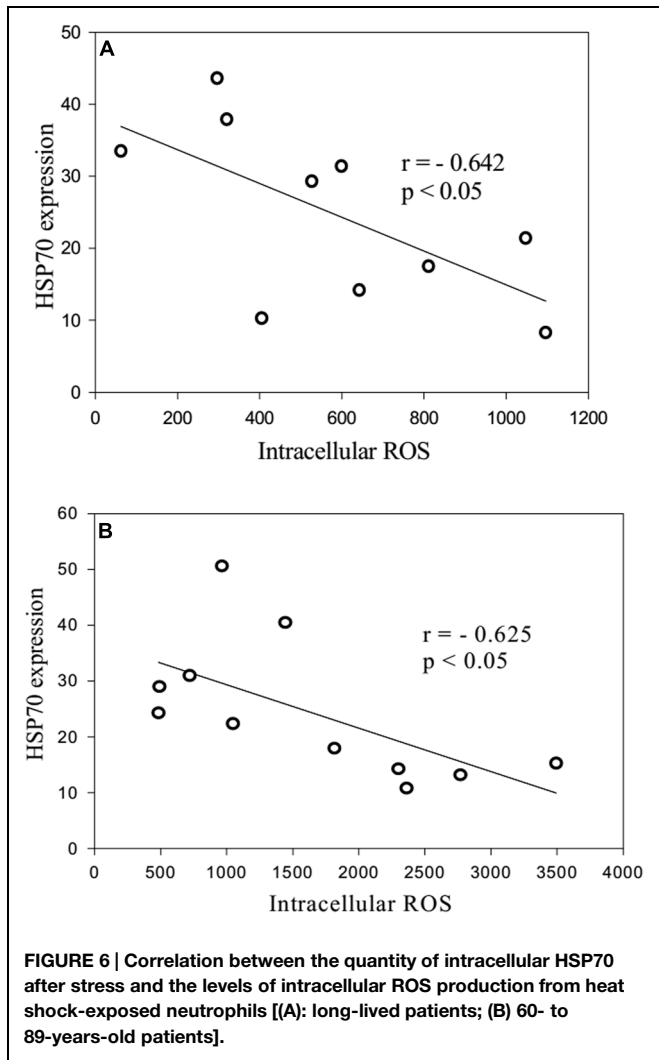 A
50
40
30
20
10
0
HSP70 expression
r = - 0.642
p < 0.05
0 200 400 600 800 1000 1200
Intracellular ROS
B
60
50
40
30
20
10
0
HSP70 expression
r = - 0.625
p < 0.05
0 500 1000 1500 2000 2500 3000 3500 4000
Intracellular ROS
FIGURE 6 | Correlation between the quantity of intracellular HSP70
after stress and the levels of intracellular ROS production from heat
shock-exposed neutrophils [(A): long-lived patients; (B) 60- to
89-years-old patients].